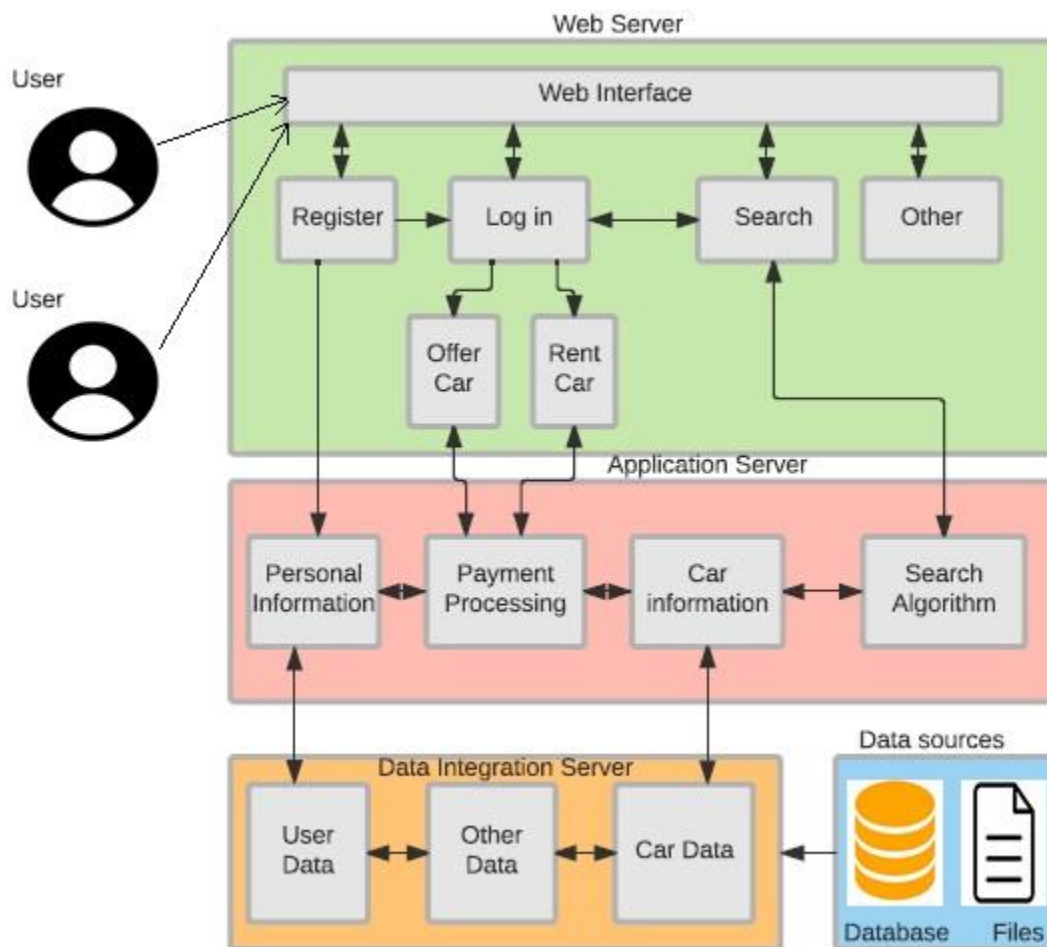 Web Server
User
Web Interface
Register
Log in
Search
Other
User
Offer
Car
Rent
Car
Application Server
Personal
Information
Payment
Processing
Car
information
Search
Algorithm
Data sources
Data Integration Server
User
Data
Other
Data
Car Data
Database
Files